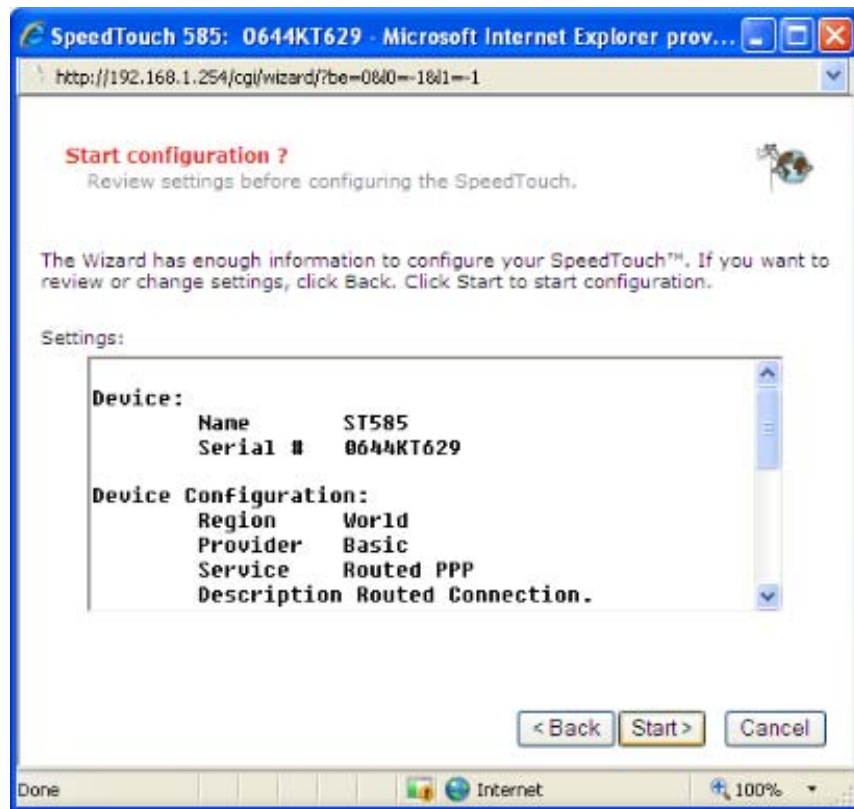 SpeedTouch 585: 0644KT629 - Microsoft Internet Explorer prov...
http://192.168.1.254/cgi/wizard/?be=0&l0=-1&l1=-1
Start configuration ?
Review settings before configuring the SpeedTouch.
The Wizard has enough information to configure your SpeedTouch™. If you want to
review or change settings, click Back. Click Start to start configuration.
Settings:
Device:
Name ST585
Serial # 0644KT629
Device Configuration:
Region World
Provider Basic
Service Routed PPP
Description Routed Connection.
< Back Start > Cancel
Done Internet 100%